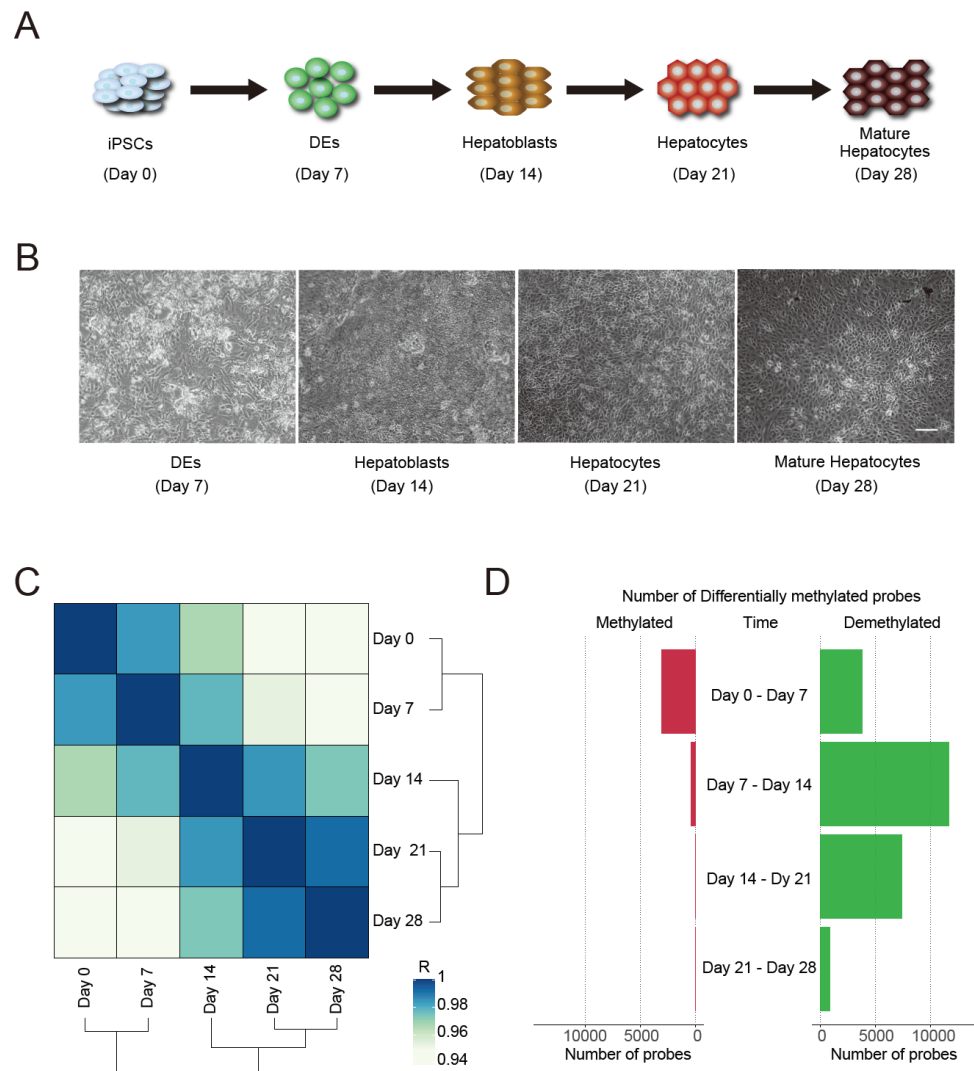 A
iPSCs
(Day 0)
DEs
(Day 7)
Hepatoblasts
(Day 14)
Hepatocytes
(Day 21)
Mature
Hepatocytes
(Day 28)
B
DEs
(Day 7)
Hepatoblasts
(Day 14)
Hepatocytes
(Day 21)
Mature Hepatocytes
(Day 28)
C
Day 0
Day 7
Day 14
Day 21
Day 28
Day 0
Day 7
Day 14
Day 21
Day 28
R
1
0.98
0.96
0.94
D
Number of Differentially methylated probes
Methylated Time Demethylated
Day 0 - Day 7
Day 7 - Day 14
Day 14 - Dy 21
Day 21 - Day 28
10000 5000 0 0 5000 10000
Number of probes Number of probes